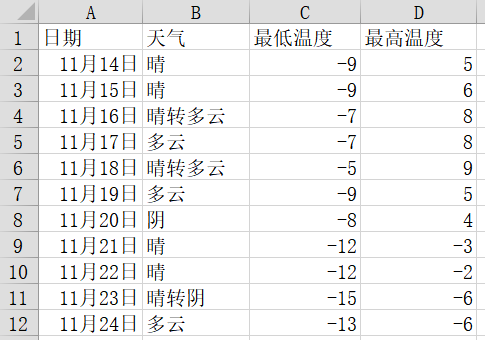 A B C D
1 日期 天气 最低温度 最高温度
2 11月14日 晴 -9 5
3 11月15日 晴 -9 6
4 11月16日 晴转多云 -7 8
5 11月17日 多云 -7 8
6 11月18日 晴转多云 -5 9
7 11月19日 多云 -9 5
8 11月20日 阴 -8 4
9 11月21日 晴 -12 -3
10 11月22日 晴 -12 -2
11 11月23日 晴转阴 -15 -6
12 11月24日 多云 -13 -6